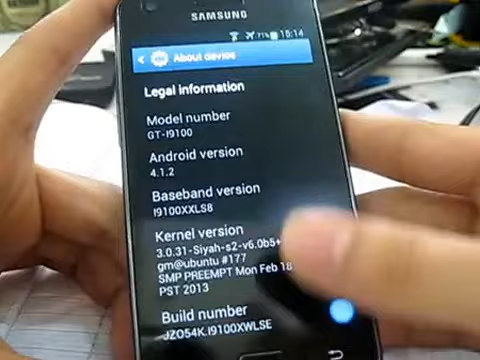 SAMSUNG
71% 10:14
About device
Legal information
Model number
GT-I9100
Android version
4.1.2
Baseband version
I9100XXLS8
Kernel version
3.0.31-Siyah-s2-v6.0b5+
gm@ubuntu #177
SMP PREEMPT Mon Feb 18
PST 2013
Build number
JZO54K.I9100XWLSE